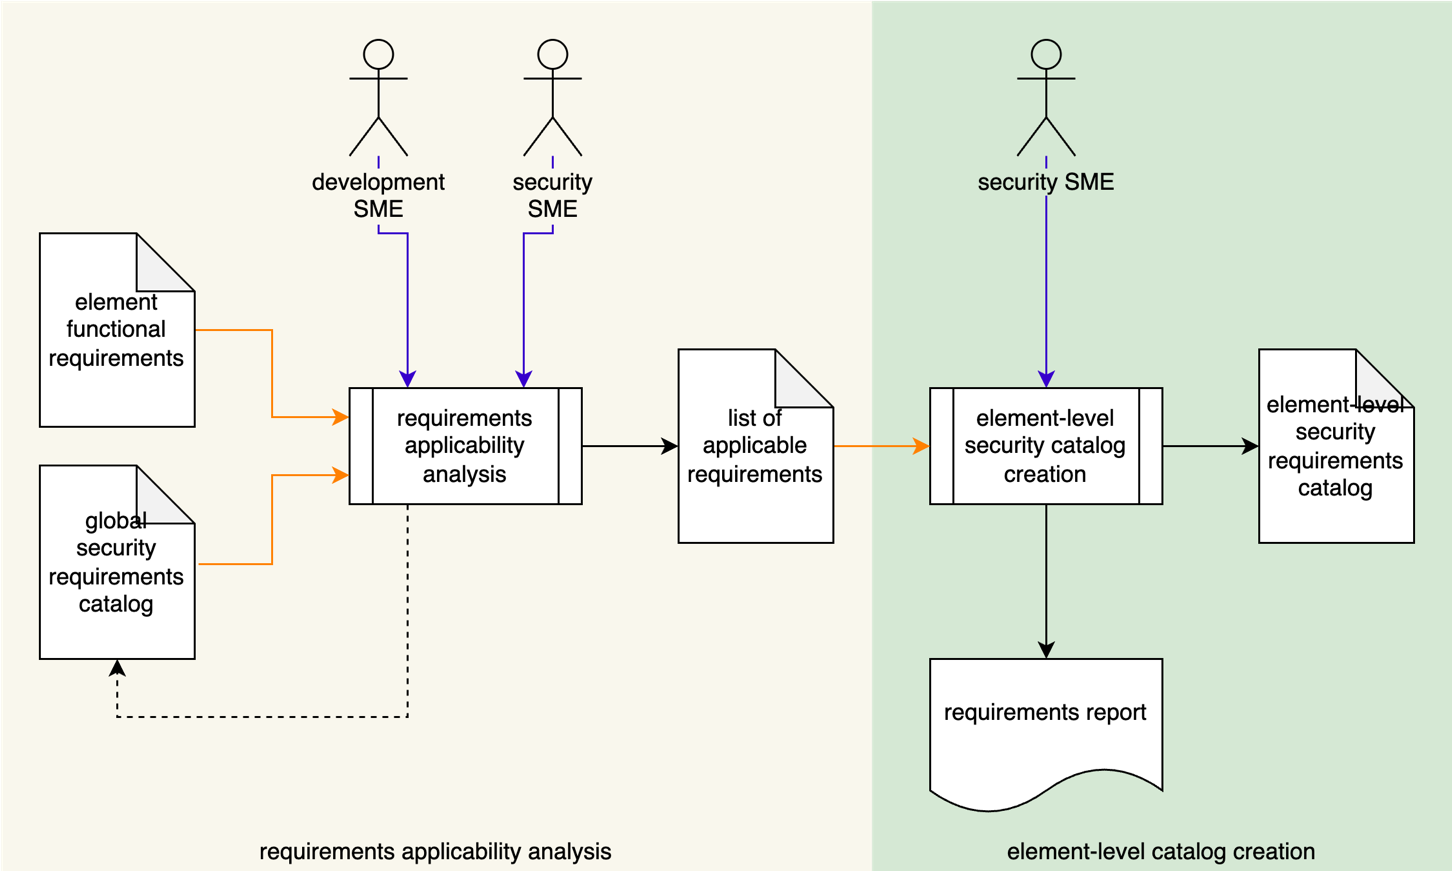 development
SME
security
SME
security SME
element
functional
requirements
global
security
requirements
catalog
requirements
applicability
analysis
list of
applicable
requirements
element-level
security catalog
creation
element-level
security
requirements
catalog
requirements report
requirements applicability analysis
element-level catalog creation